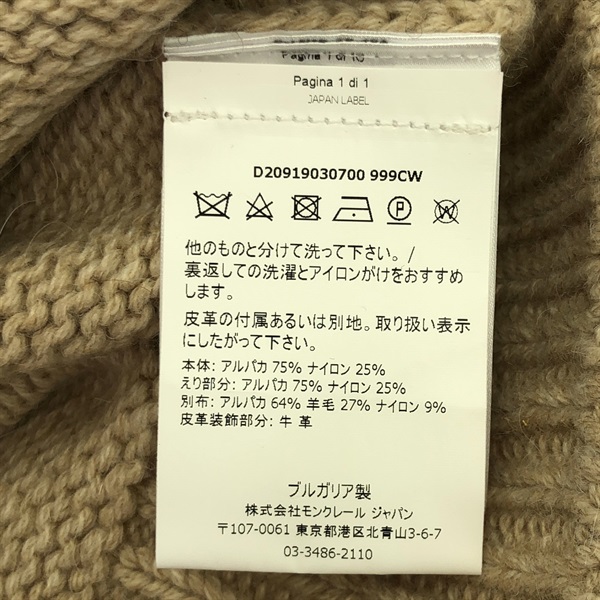 Pagina 1 di 10
Pagina 1 di 1
JAPAN LABEL
D20919030700 999CW
P
W
他のものと分けて洗って下さい。/
裏返しての洗濯とアイロンがけをおすすめ
します。
皮革の付属あるいは別地。取り扱い表示
にしたがって下さい。
本体: アルパカ 75% ナイロン 25%
えり部分: アルパカ 75% ナイロン 25%
別布: アルパカ 64% 羊毛 27% ナイロン 9%
皮革装飾部分: 牛 革
ブルガリア製
株式会社モンクレール ジャパン
〒107-0061 東京都港区北青山3-6-7
03-3486-2110